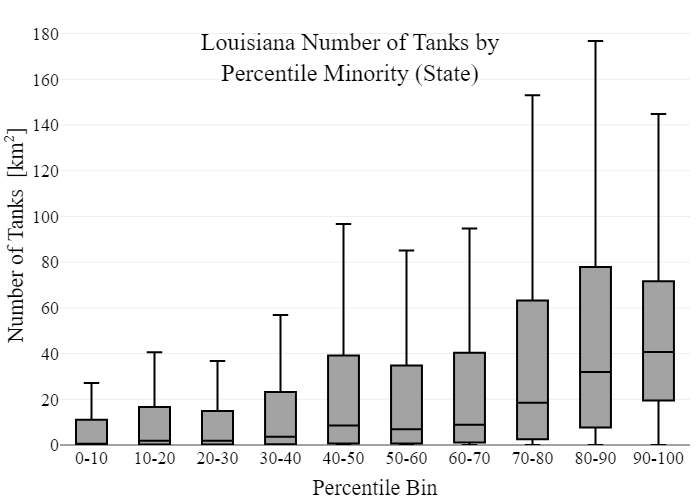 Louisiana Number of Tanks by
Percentile Minority (State)
Number of Tanks [km²]
180
160
140
120
100
80
60
40
20
0
0-10 10-20 20-30 30-40 40-50 50-60 60-70 70-80 80-90 90-100
Percentile Bin